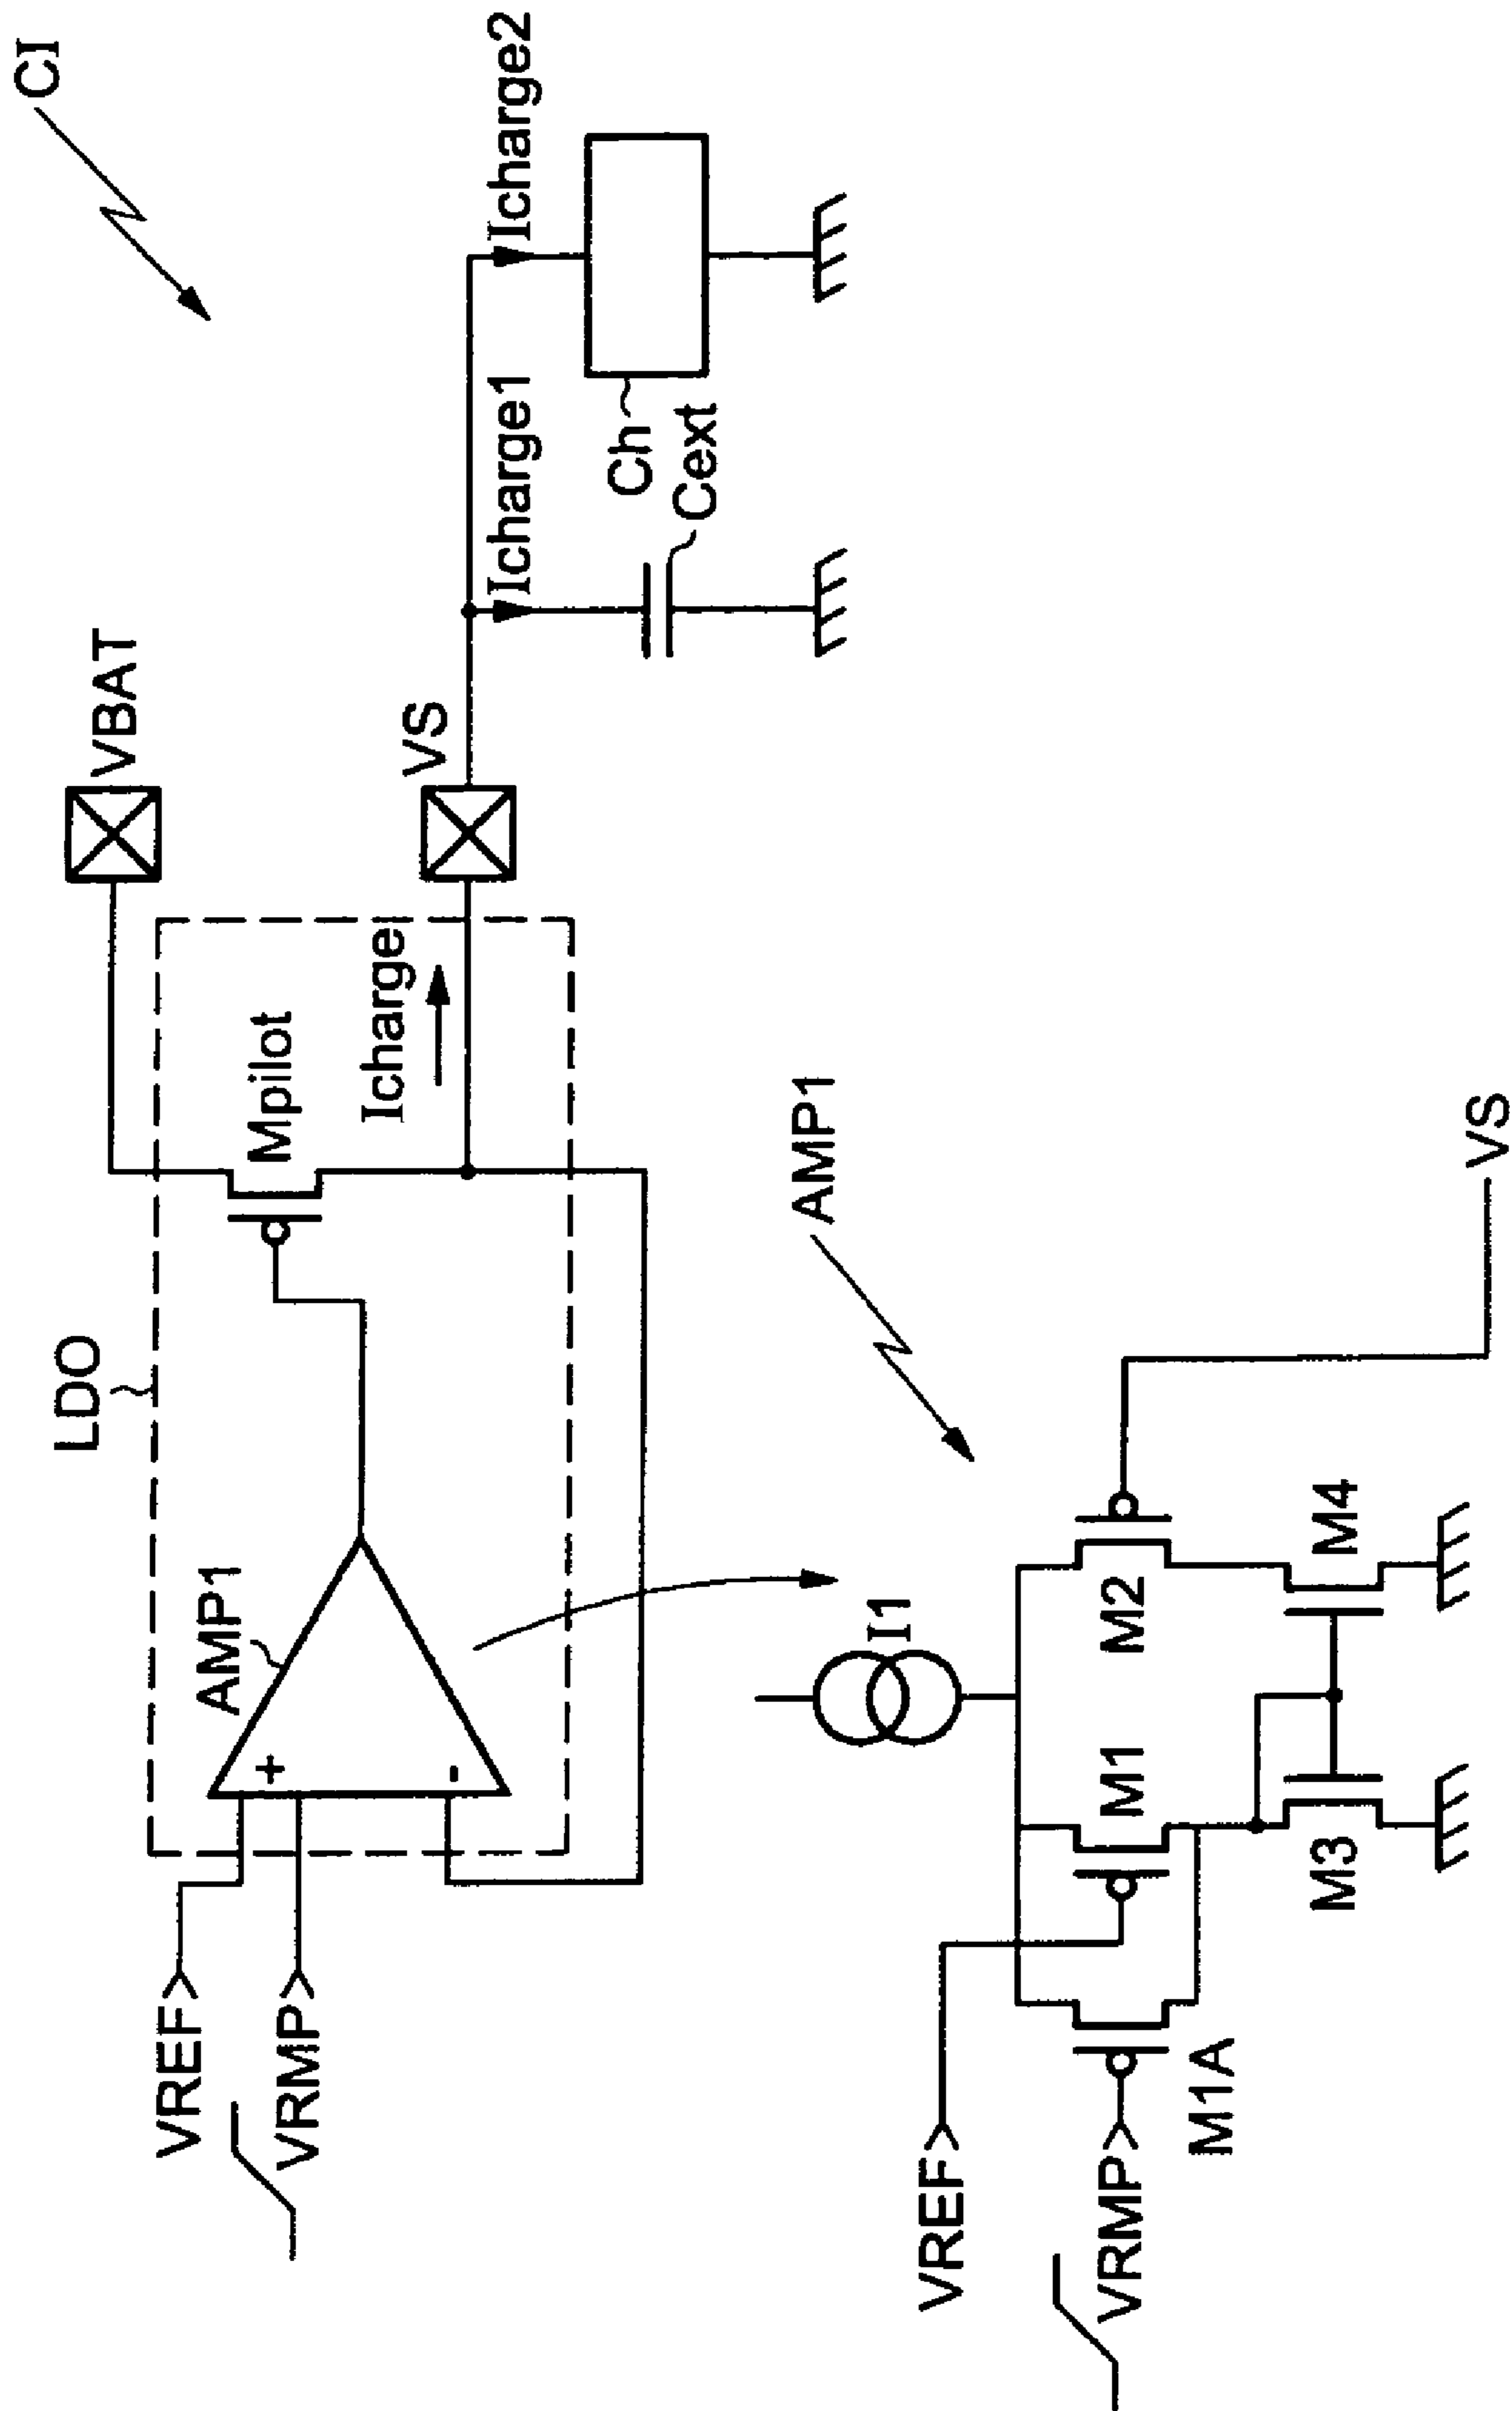 CI
VBAT
LDO
Mpilot
AMP1
VREF
+
VRMP
-
Icharge
VS
Icharge1
Icharge2
Ch
Cext
AMP1
I1
VREF
VRMP
M1A
M1
M2
M3
M4
VS